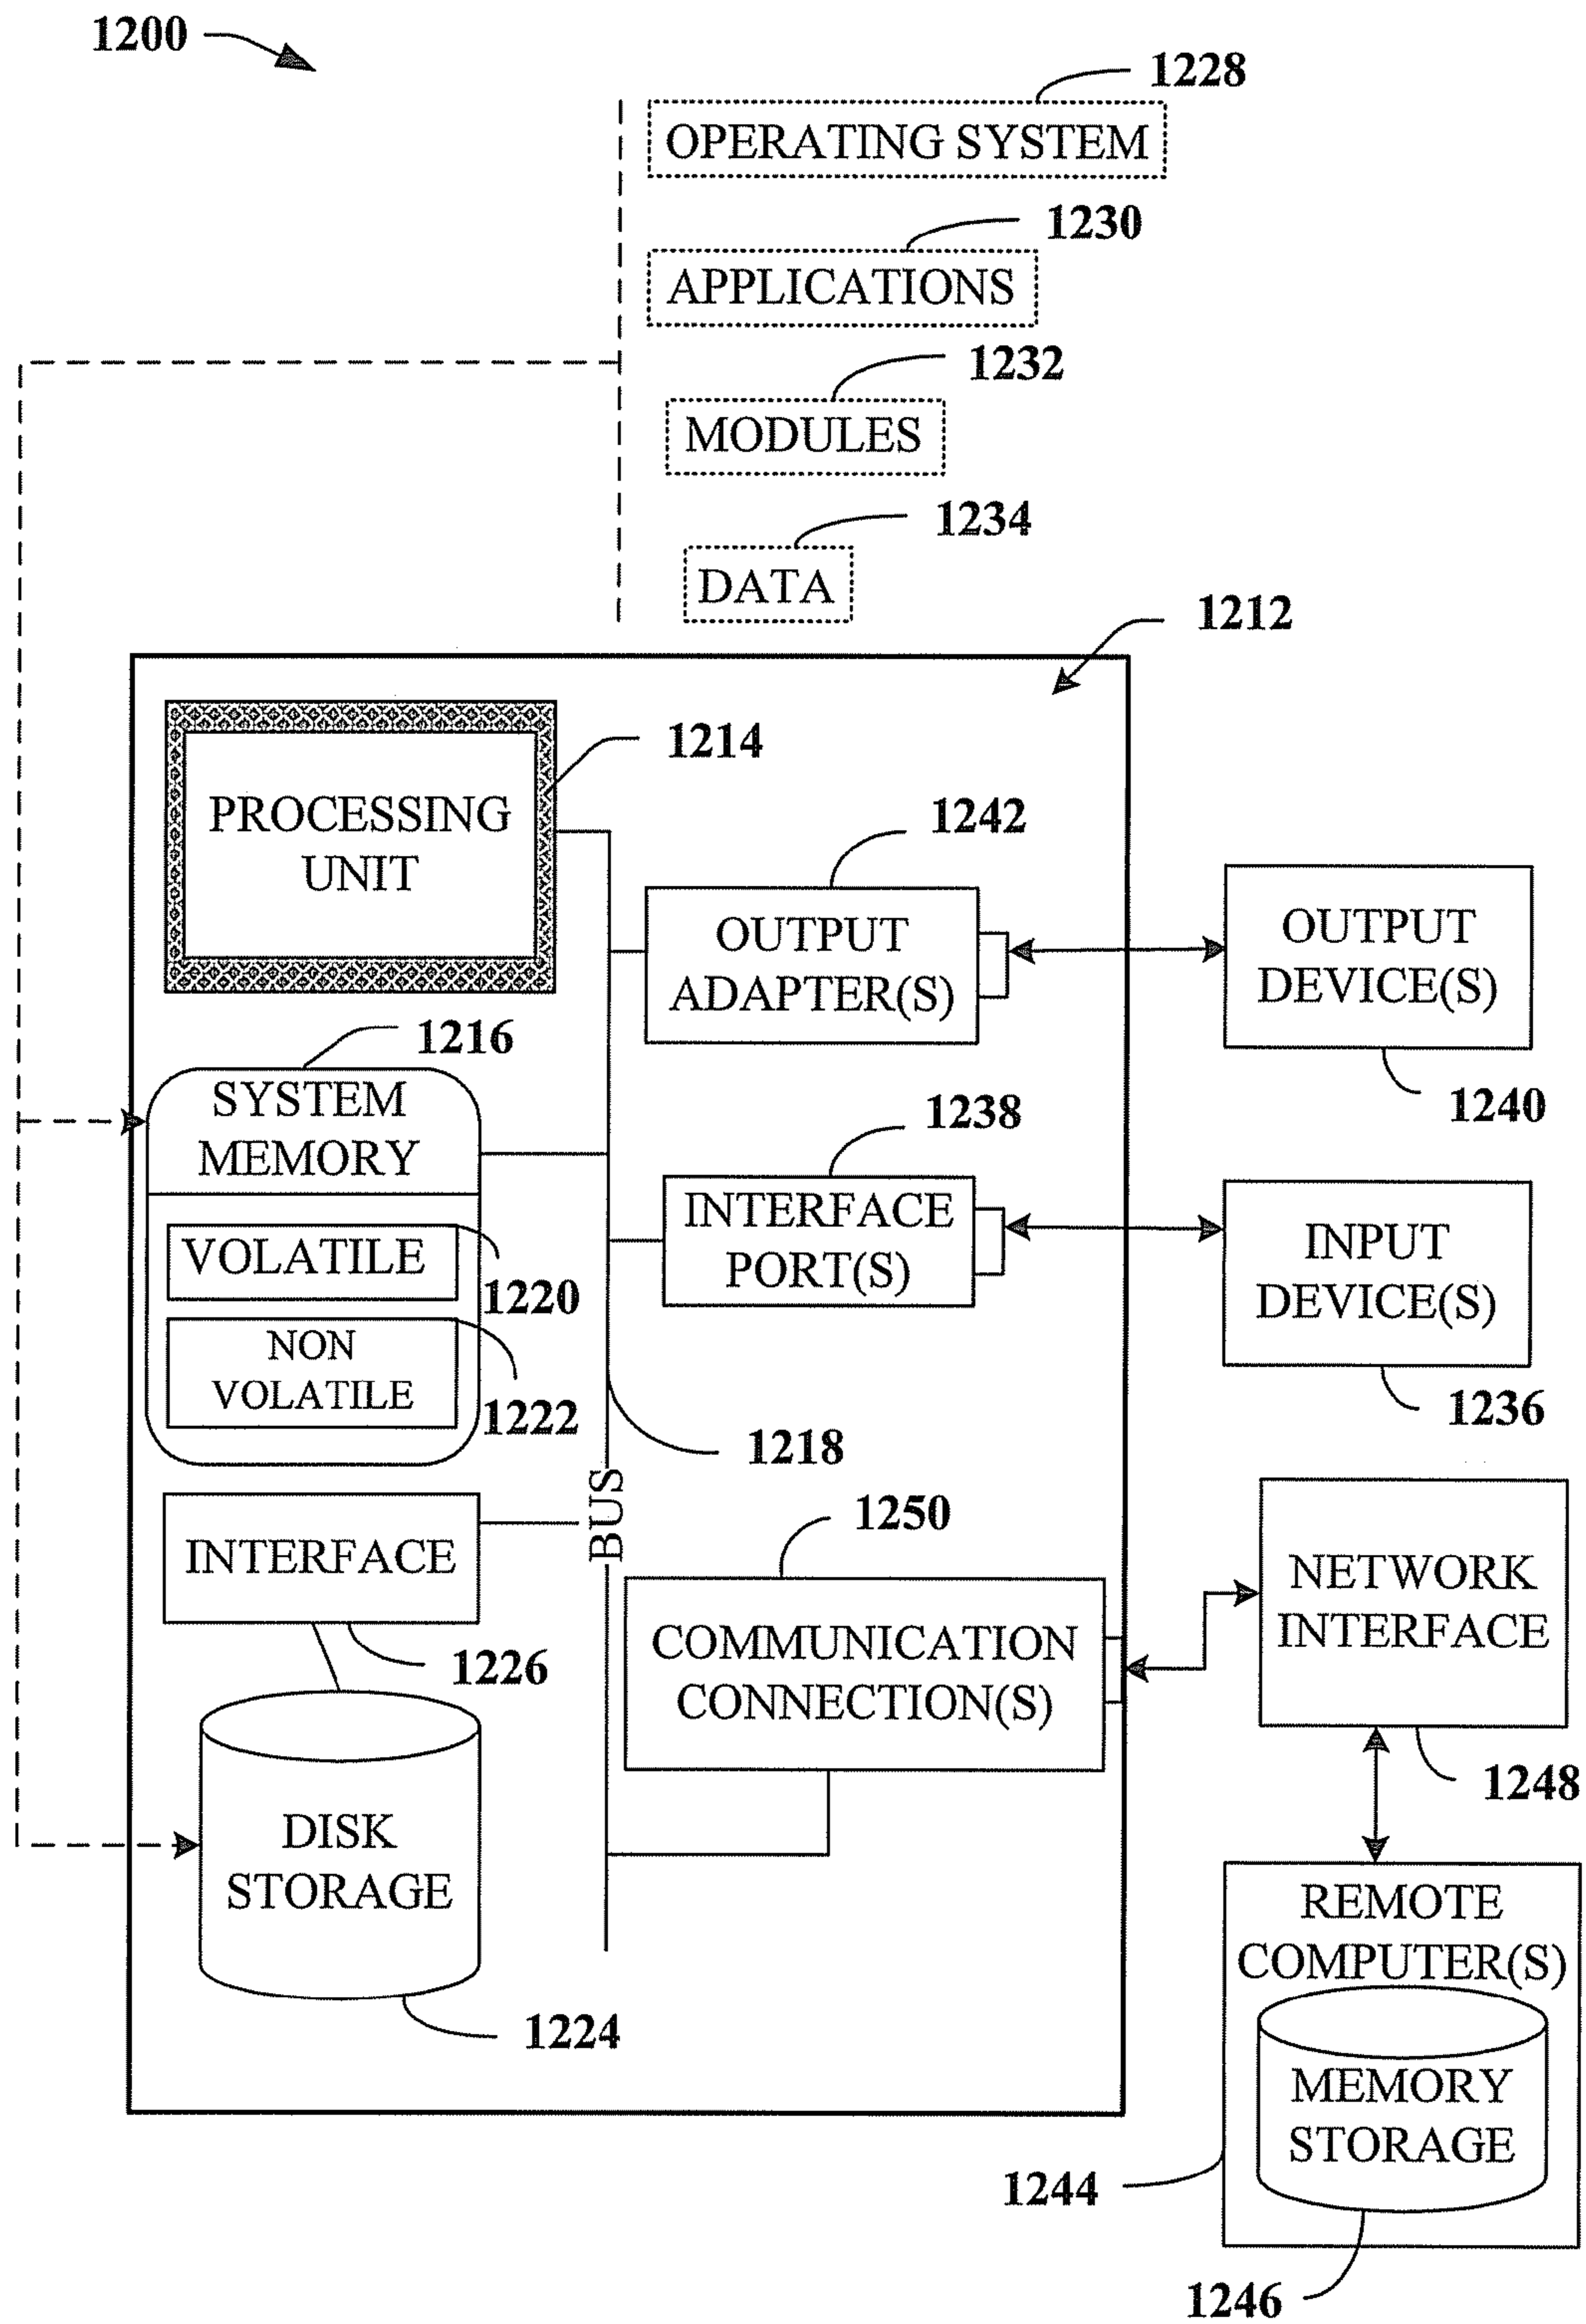 1200
1228
OPERATING SYSTEM
1230
APPLICATIONS
1232
MODULES
1234
DATA
1212
1214
PROCESSING
UNIT
1242
OUTPUT
ADAPTER(S)
OUTPUT
DEVICE(S)
1240
1216
SYSTEM
MEMORY
VOLATILE
1220
NON
VOLATILE
1222
1238
INTERFACE
PORT(S)
INPUT
DEVICE(S)
1236
1218
BUS
INTERFACE
1226
1250
COMMUNICATION
CONNECTION(S)
NETWORK
INTERFACE
1248
DISK
STORAGE
1224
REMOTE
COMPUTER(S)
MEMORY
STORAGE
1244
1246